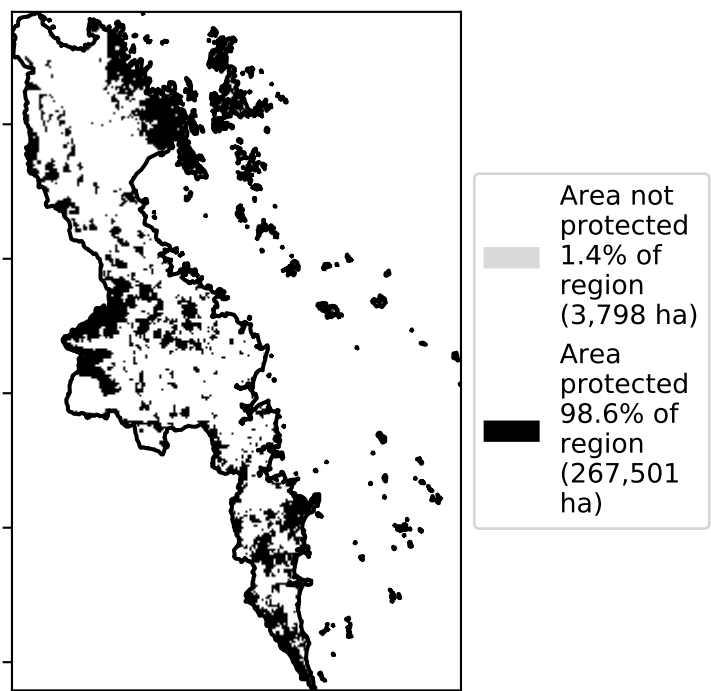 Area not
protected
1.4% of
region
(3,798 ha)
Area
protected
98.6% of
region
(267,501
ha)